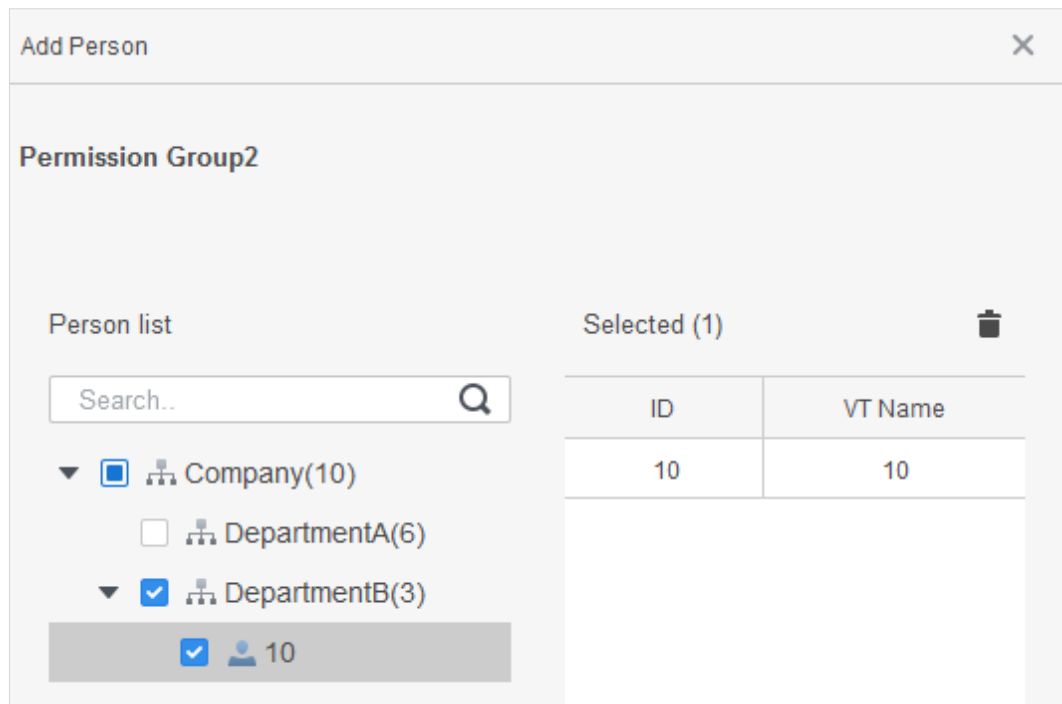 Add Person
Permission Group2
Person list
Search..
Company(10)
DepartmentA(6)
DepartmentB(3)
10
Selected (1)
ID VT Name
10 10